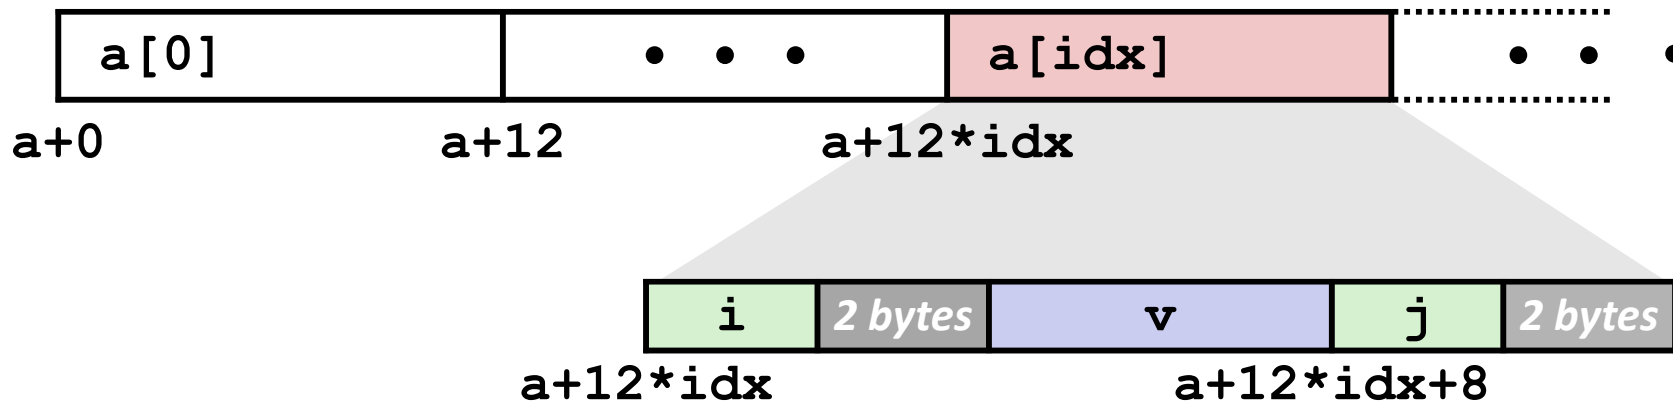 a[0] • • • a[idx] • • •
a+0 a+12 a+12*idx
i 2 bytes v j 2 bytes
a+12*idx a+12*idx+8